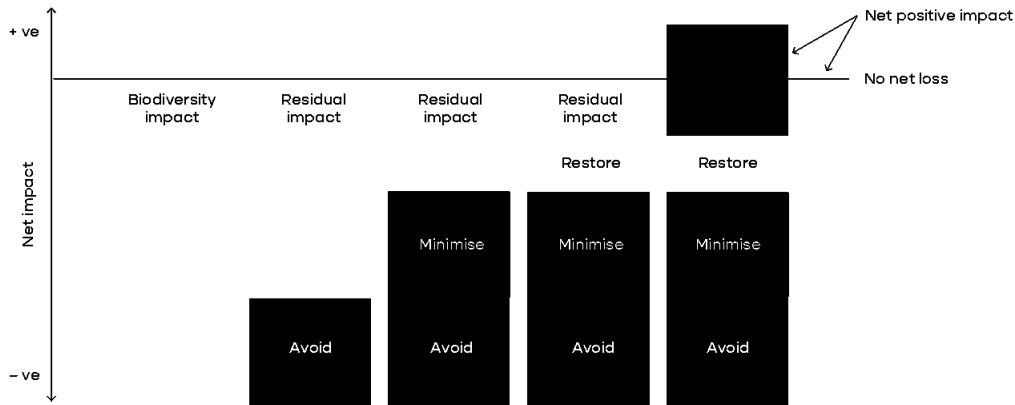 + ve
Net positive impact
No net loss
Biodiversity
impact
Residual
impact
Residual
impact
Residual
impact
Restore
Restore
Net impact
Minimise
Minimise
Minimise
Avoid
Avoid
Avoid
Avoid
– ve